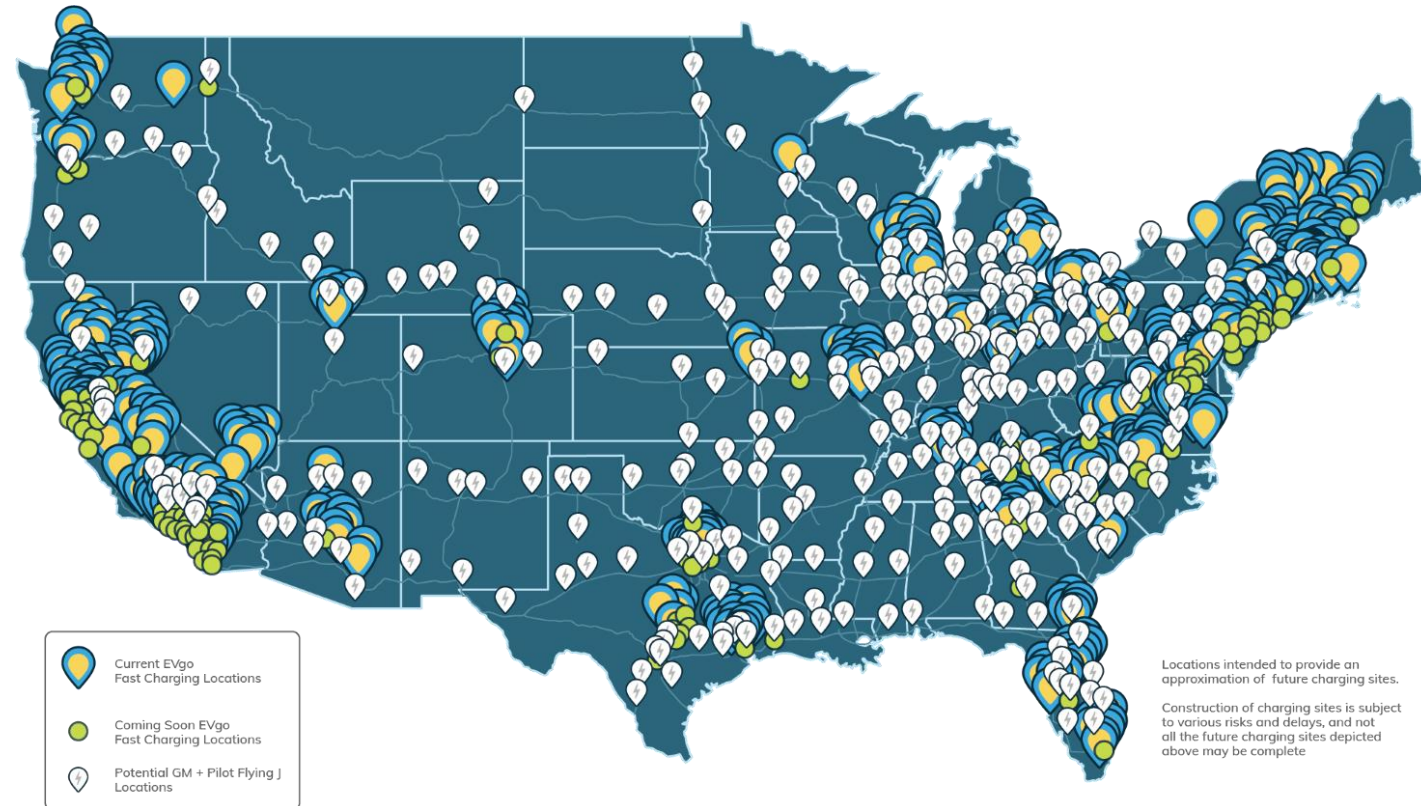 Current EVgo
Fast Charging Locations
Coming Soon EVgo
Fast Charging Locations
Potential GM + Pilot Flying J
Locations
Locations intended to provide an
approximation of future charging sites.
Construction of charging sites is subject
to various risks and delays, and not
all the future charging sites depicted
above may be complete